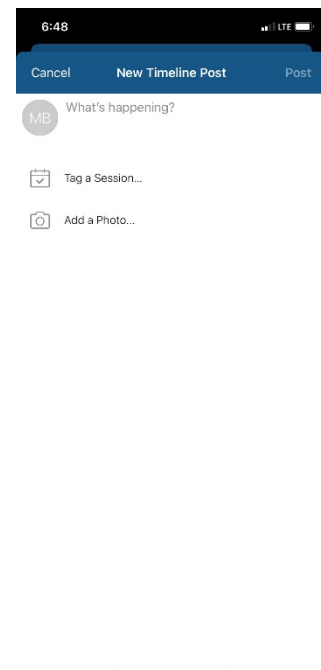 6:48 LTE
Cancel New Timeline Post Post
MB What's happening?
Tag a Session...
Add a Photo...